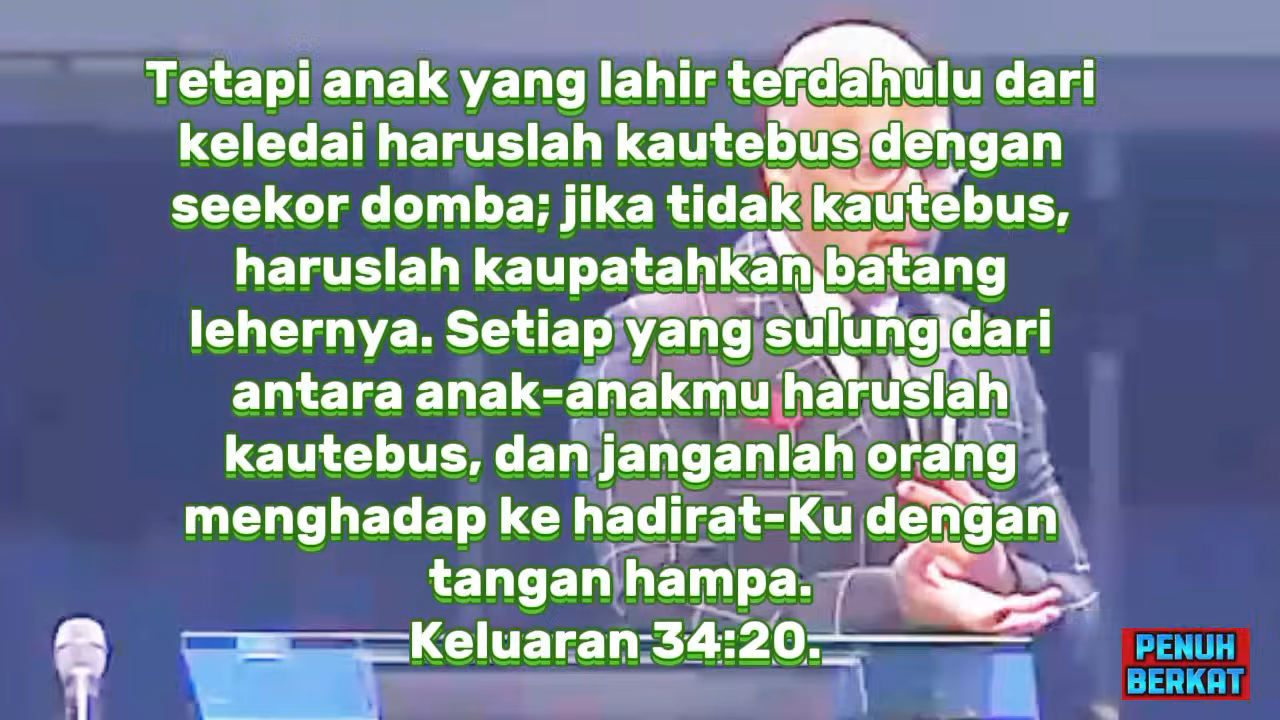 Tetapi anak yang lahir terdahulu dari
keledai haruslah kautebus dengan
seekor domba; jika tidak kautebus,
haruslah kaupatahkan batang
lehernya. Setiap yang sulung dari
antara anak-anakmu haruslah
kautebus, dan janganlah orang
menghadap ke hadirat-Ku dengan
tangan hampa.
Keluaran 34:20.
PENUH
BERKAT